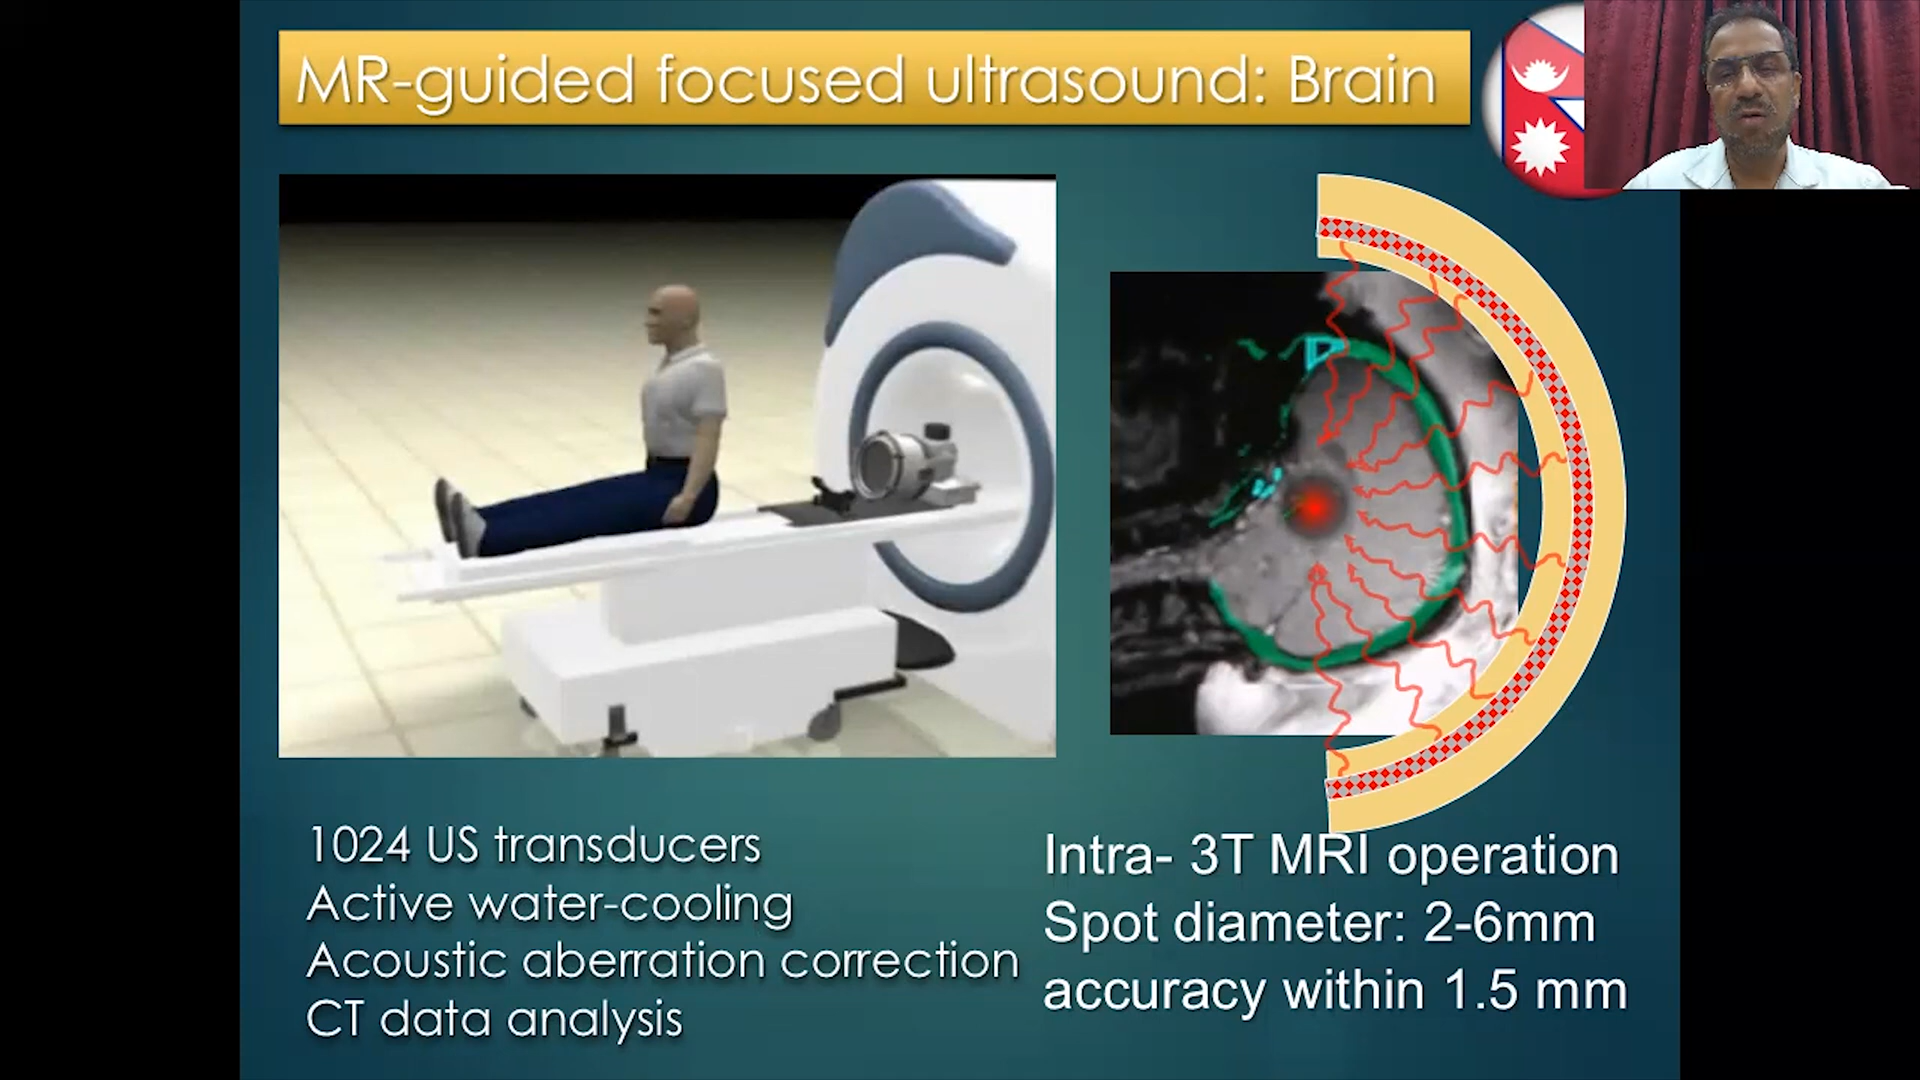 MR-guided focused ultrasound: Brain
1024 US transducers
Active water-cooling
Acoustic aberration correction
CT data analysis
Intra- 3T MRI operation
Spot diameter: 2-6mm
accuracy within 1.5 mm